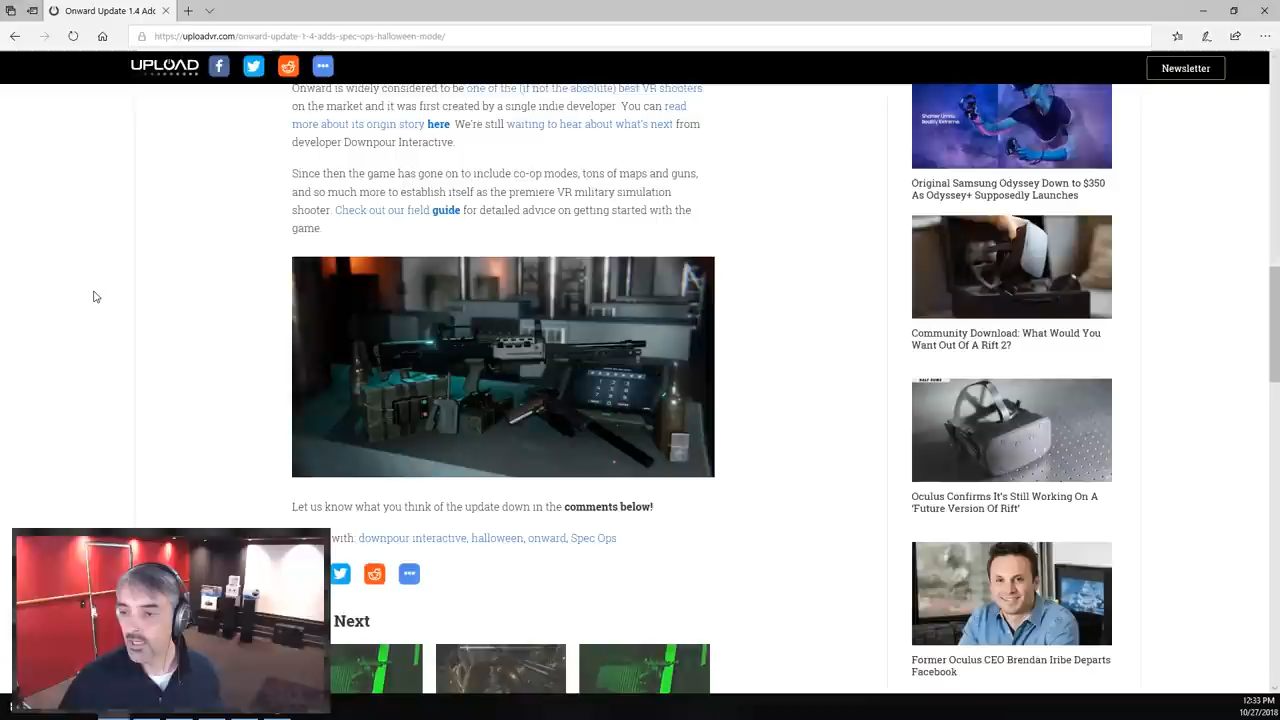 Onward Update 1.4 Adds
https://uploadvr.com/onward-update-1-4-adds-spec-ops-halloween-mode/
UPLOAD
Newsletter
Onward is widely considered to be one of the (if not the absolute) best VR shooters
on the market and it was first created by a single indie developer. You can read
more about its origin story here. We're still waiting to hear about what's next from
developer Downpour Interactive.
Since then the game has gone on to include co-op modes, tons of maps and guns,
and so much more to establish itself as the premiere VR military simulation
shooter. Check out our field guide for detailed advice on getting started with the
game.
Let us know what you think of the update down in the comments below!
with: downpour interactive, halloween, onward, Spec Ops
Next
Original Samsung Odyssey Down to $350
As Odyssey+ Supposedly Launches
Community Download: What Would You
Want Out Of A Rift 2?
HALF DOME
Oculus Confirms It's Still Working On A
'Future Version Of Rift'
Former Oculus CEO Brendan Iribe Departs
Facebook
12:33 PM
10/27/2018